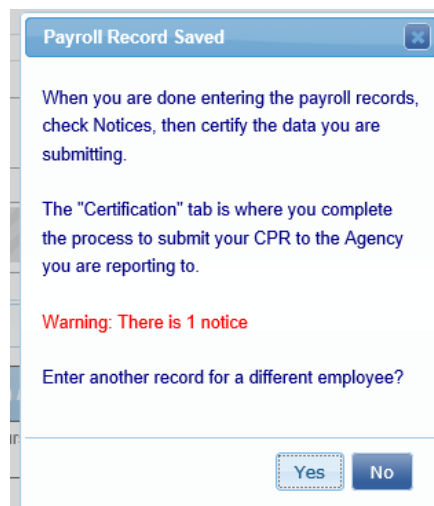 Payroll Record Saved
When you are done entering the payroll records,
check Notices, then certify the data you are
submitting.
The "Certification" tab is where you complete
the process to submit your CPR to the Agency
you are reporting to.
Warning: There is 1 notice
Enter another record for a different employee?
Yes No